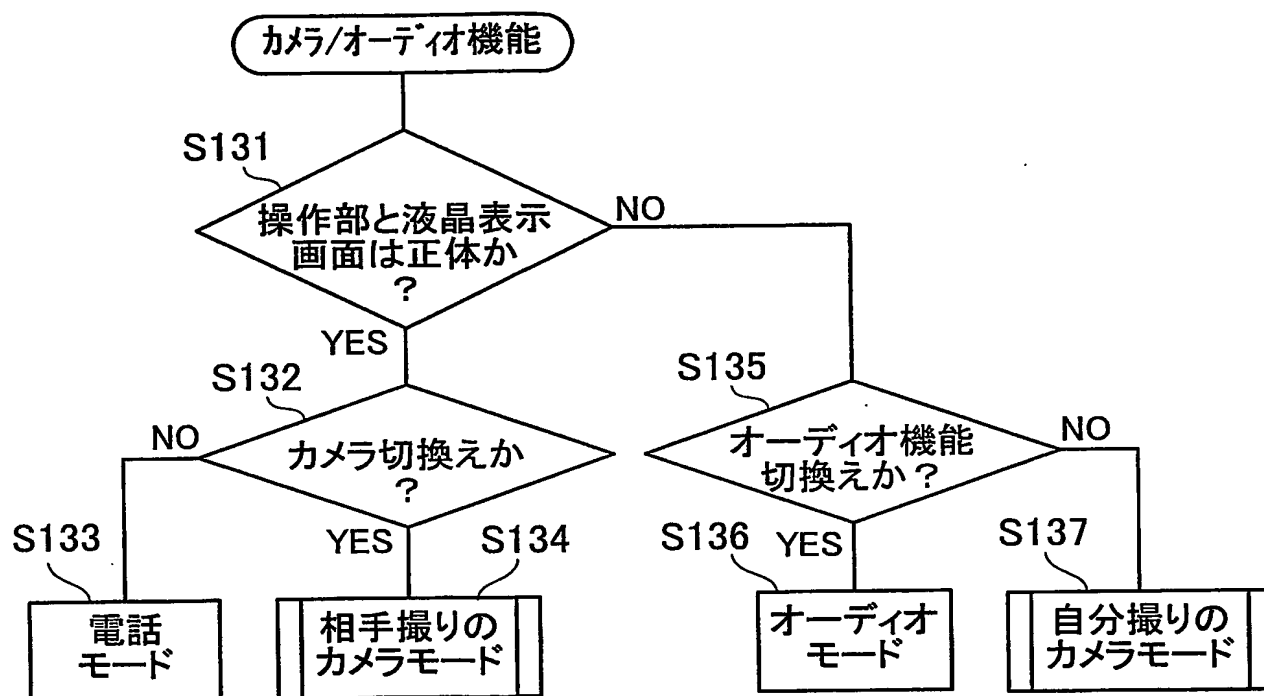 カメラ/オーディオ機能
S131
操作部と液晶表示
画面は正体か
?
NO
YES
S132
カメラ切換えか
?
NO
YES
S133
電話
モード
S134
相手撮りの
カメラモード
S135
オーディオ機能
切換えか?
NO
YES
S136
オーディオ
モード
S137
自分撮りの
カメラモード